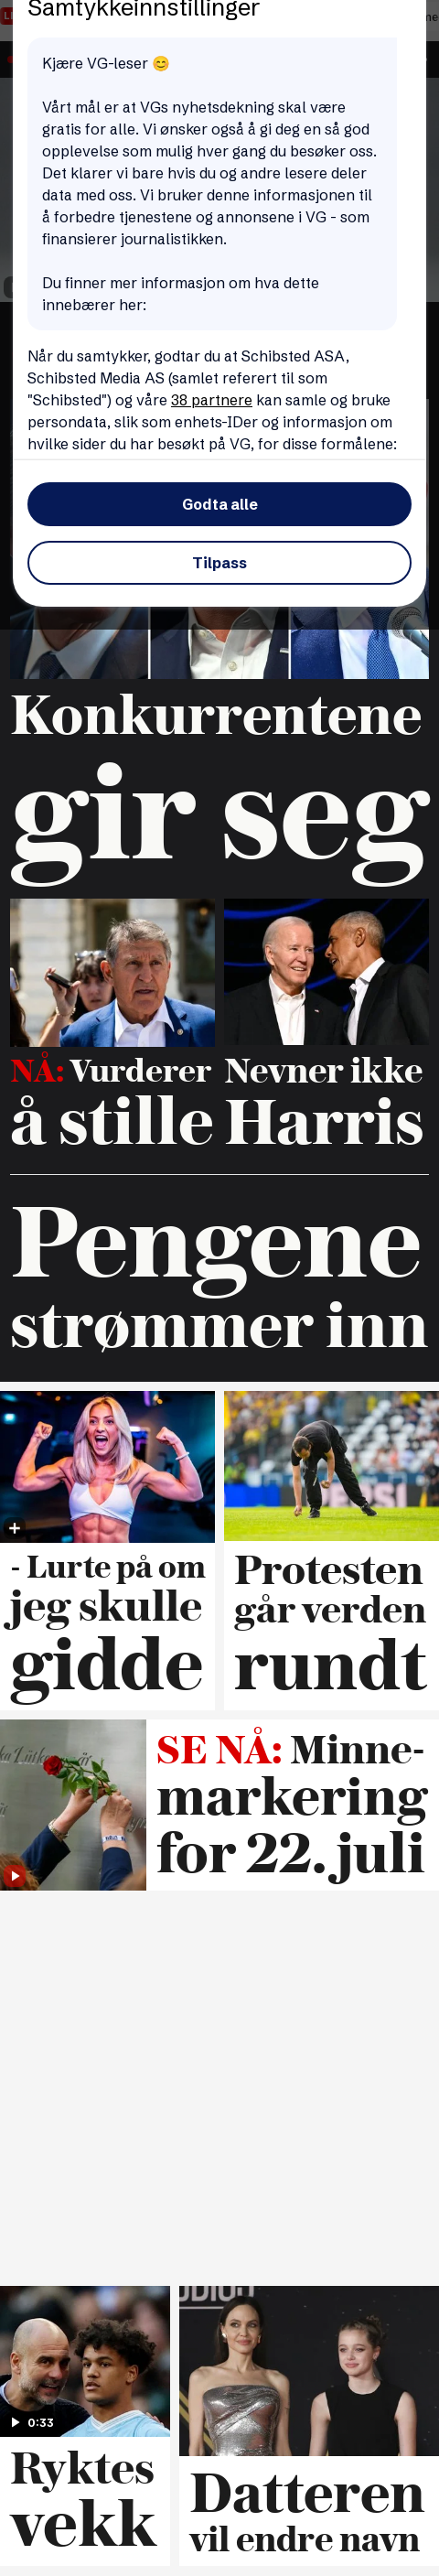 Samtykkeinnstillinger
Kjære VG-leser 😊
Vårt mål er at VGs nyhetsdekning skal være
gratis for alle. Vi ønsker også å gi deg en så god
opplevelse som mulig hver gang du besøker oss.
Det klarer vi bare hvis du og andre lesere deler
data med oss. Vi bruker denne informasjonen til
å forbedre tjenestene og annonsene i VG - som
finansierer journalistikken.
Du finner mer informasjon om hva dette
innebærer her:
Når du samtykker, godtar du at Schibsted ASA,
Schibsted Media AS (samlet referert til som
"Schibsted") og våre 38 partnere kan samle og bruke
persondata, slik som enhets-IDer og informasjon om
hvilke sider du har besøkt på VG, for disse formålene:
Godta alle
Tilpass
Konkurrentene
gir seg
NÅ: Vurderer
å stille
Nevner ikke
Harris
Pengene
strømmer inn
- Lurte på om
jeg skulle
gidde
Protesten
går verden
rundt
SE NÅ: Minne-
markering
for 22. juli
0:33
Ryktes
vekk
Datteren
vil endre navn